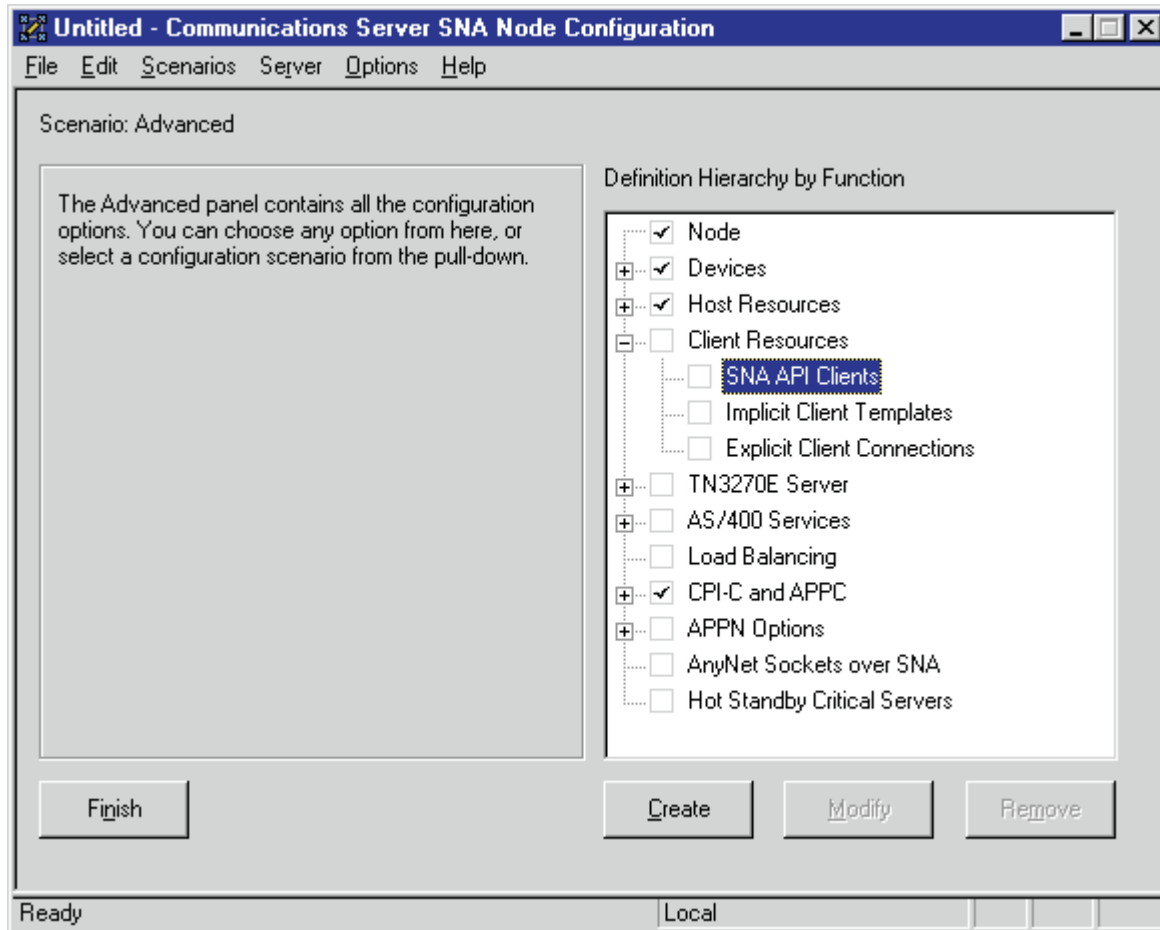 Untitled - Communications Server SNA Node Configuration
File Edit Scenarios Server Options Help
Scenario: Advanced
The Advanced panel contains all the configuration
options. You can choose any option from here, or
select a configuration scenario from the pull-down.
Definition Hierarchy by Function
Node
Devices
Host Resources
Client Resources
SNA API Clients
Implicit Client Templates
Explicit Client Connections
TN3270E Server
AS/400 Services
Load Balancing
CPI-C and APPC
APPN Options
AnyNet Sockets over SNA
Hot Standby Critical Servers
Finish
Create
Modify
Remove
Ready
Local